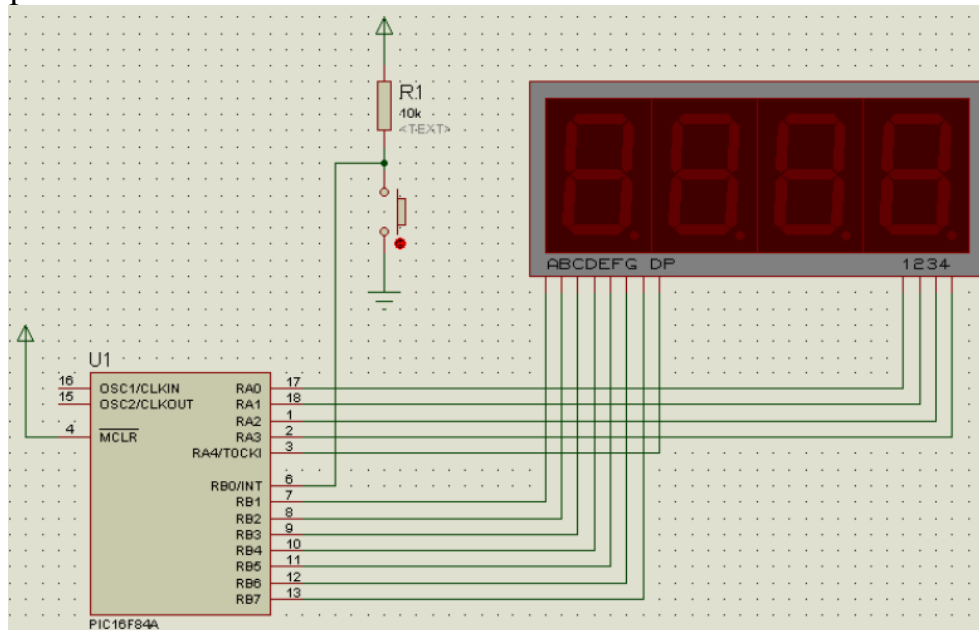 R1
10k
<TEXT>
ABCDEFG DP
1234
U1
16 OSC1/CLKIN RA0 17
15 OSC2/CLKOUT RA1 18
RA2 1
4 MCLR RA3 2
RA4/T0CKI 3
RB0/INT 6
RB1 7
RB2 8
RB3 9
RB4 10
RB5 11
RB6 12
RB7 13
PIC16F84A